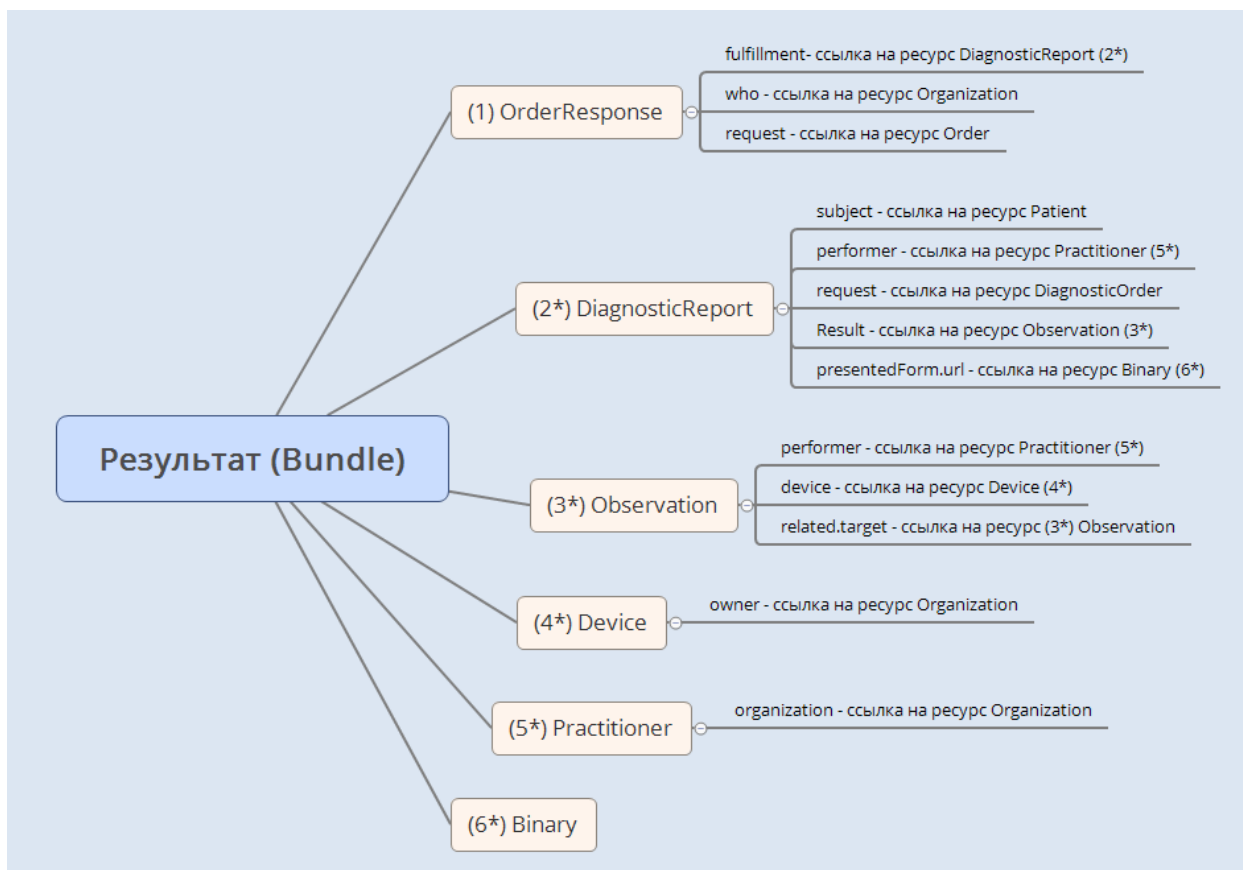 Результат (Bundle)
(1) OrderResponse
fulfillment- ссылка на ресурс DiagnosticReport (2*)
who - ссылка на ресурс Organization
request - ссылка на ресурс Order
(2*) DiagnosticReport
subject - ссылка на ресурс Patient
performer - ссылка на ресурс Practitioner (5*)
request - ссылка на ресурс DiagnosticOrder
Result - ссылка на ресурс Observation (3*)
presentedForm.url - ссылка на ресурс Binary (6*)
(3*) Observation
performer - ссылка на ресурс Practitioner (5*)
device - ссылка на ресурс Device (4*)
related.target - ссылка на ресурс (3*) Observation
(4*) Device
owner - ссылка на ресурс Organization
(5*) Practitioner
organization - ссылка на ресурс Organization
(6*) Binary